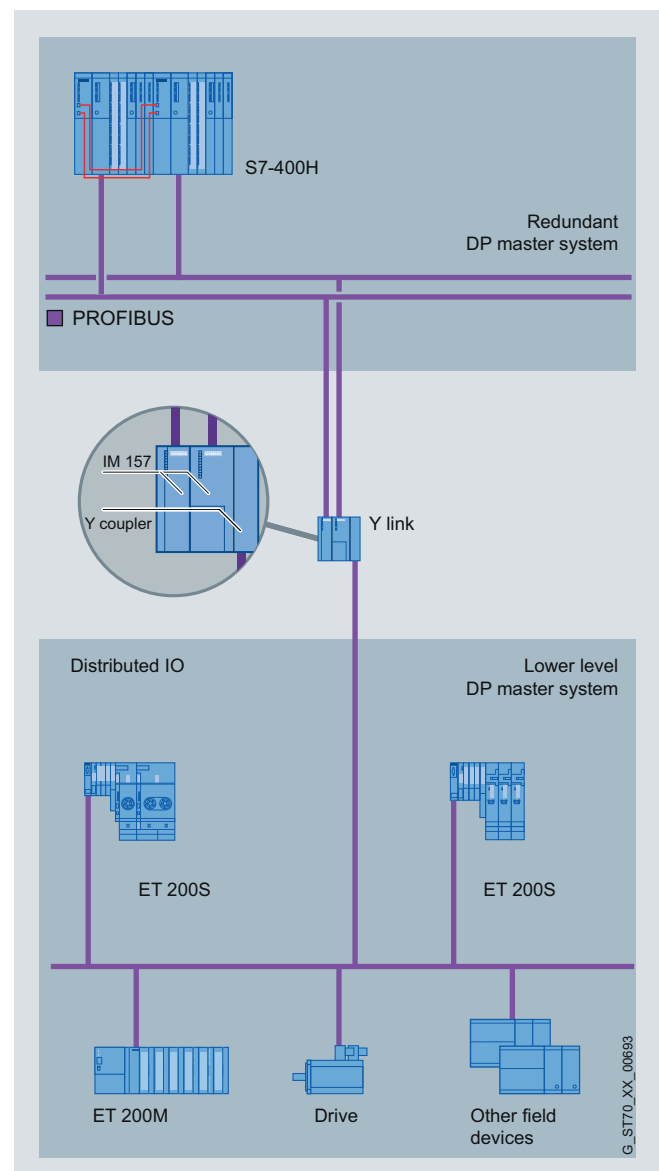 S7-400H
Redundant
DP master system
PROFIBUS
IM 157
Y coupler
Y link
Distributed IO
Lower level
DP master system
ET 200S
ET 200S
ET 200M
Drive
Other field
devices
G_ST70_XX_00693